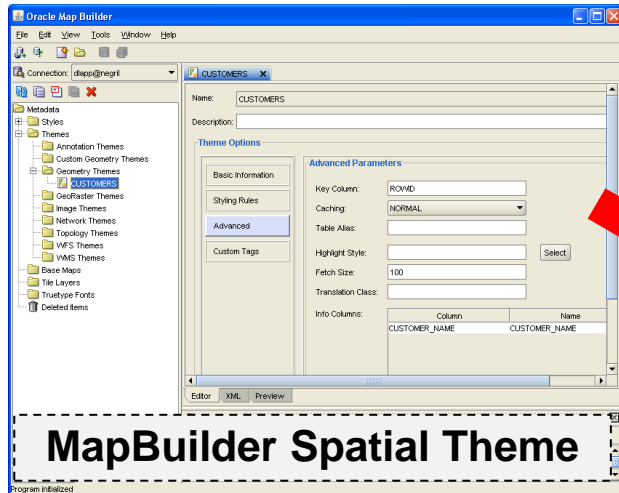 Oracle Map Builder
File Edit View Tools Window Help
Connection: dlapp@negril
CUSTOMERS
Metadata
Styles
Themes
Annotation Themes
Custom Geometry Themes
Geometry Themes
CUSTOMERS
GeoRaster Themes
Image Themes
Network Themes
Topology Themes
WFS Themes
WMS Themes
Base Maps
Tile Layers
Truetype Fonts
Deleted Items
Name: CUSTOMERS
Description:
Theme Options
Basic Information
Styling Rules
Advanced
Custom Tags
Advanced Parameters
Key Column: ROWID
Caching: NORMAL
Table Alias:
Highlight Style: Select
Fetch Size: 100
Translation Class:
Info Columns: Column Name
CUSTOMER_NAME CUSTOMER_NAME
Editor XML Preview
MapBuilder Spatial Theme
Program initialized